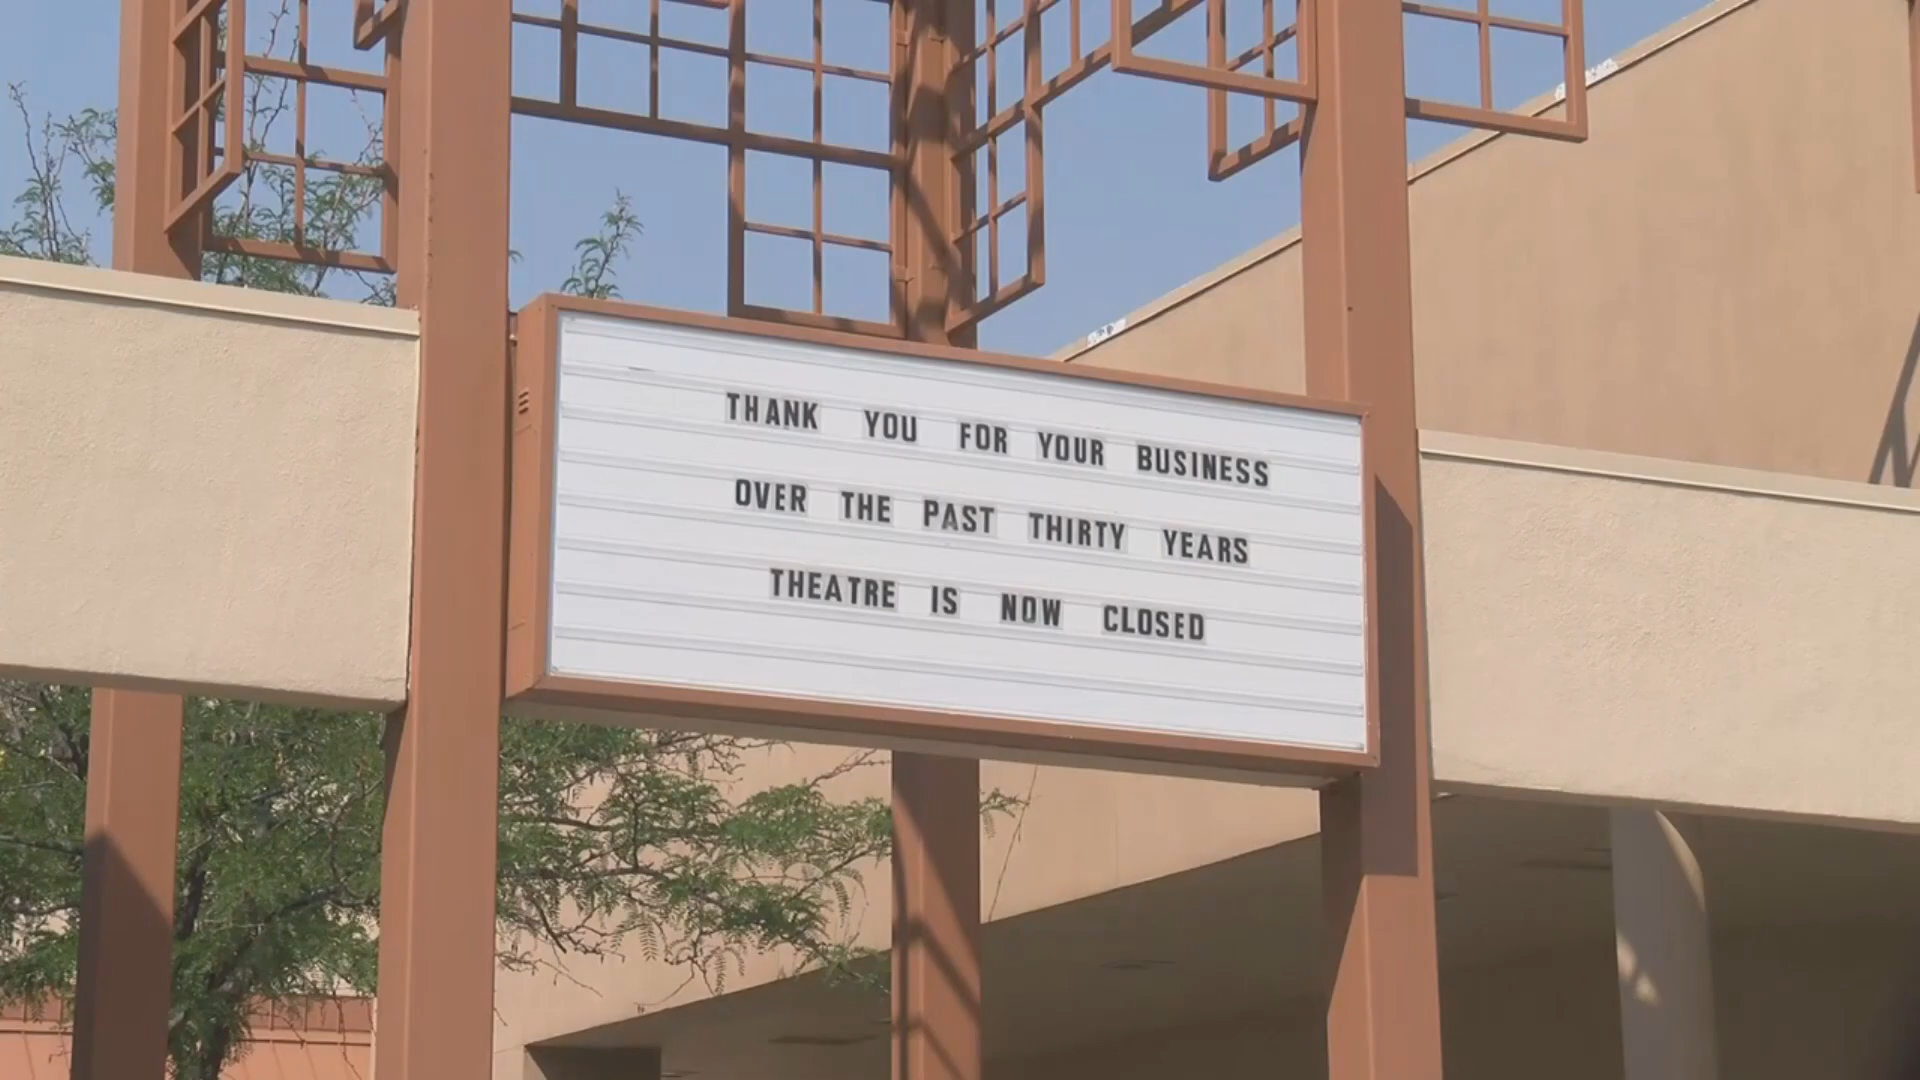 THANK YOU FOR YOUR BUSINESS
OVER THE PAST THIRTY YEARS
THEATRE IS NOW CLOSED